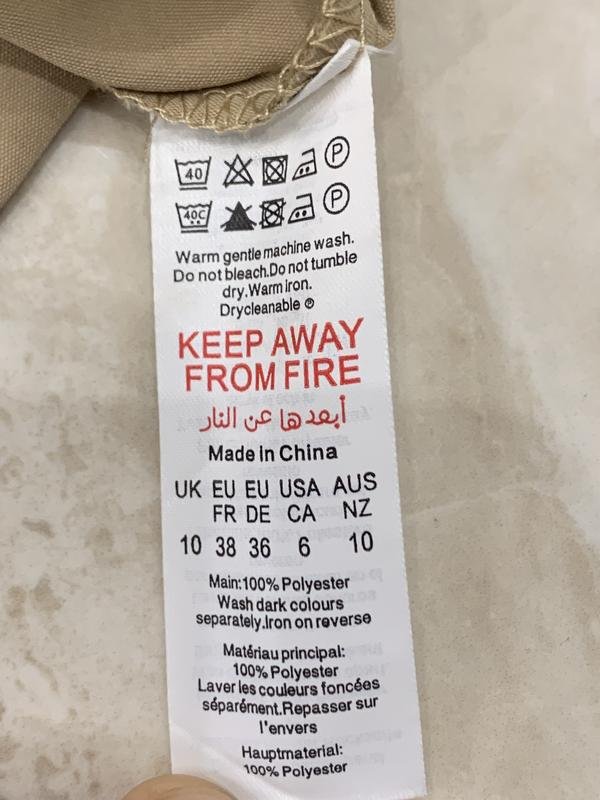 40 P
40C P
Warm gentle machine wash.
Do not bleach.Do not tumble
dry.Warm iron.
Drycleanable ®
KEEP AWAY
FROM FIRE
أبعدها عن النار
Made in China
UK EU EU USA AUS
FR DE CA NZ
10 38 36 6 10
Main:100% Polyester
Wash dark colours
separately.Iron on reverse
Matériau principal:
100% Polyester
Laver les couleurs foncées
séparément.Repasser sur
l'envers
Hauptmaterial:
100% Polyester